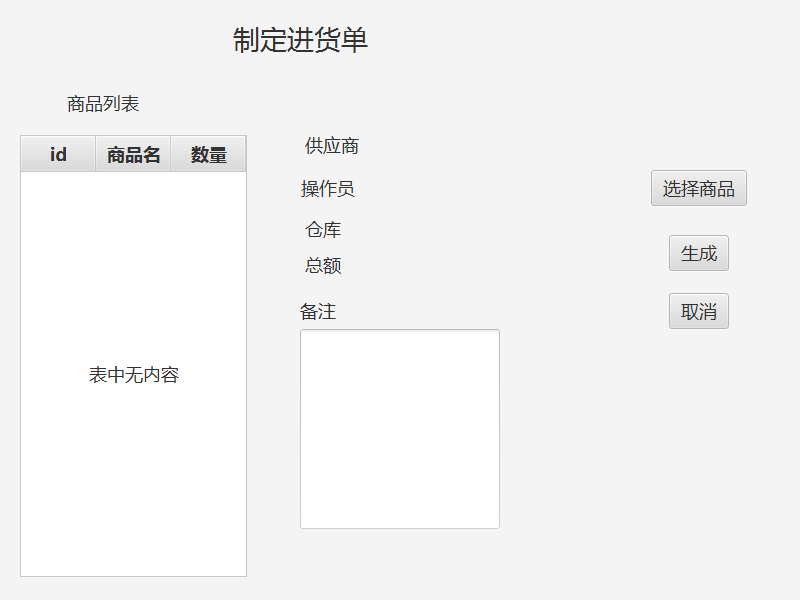 制定进货单
商品列表
id 商品名 数量
表中无内容
供应商
操作员
仓库
总额
备注
选择商品
生成
取消